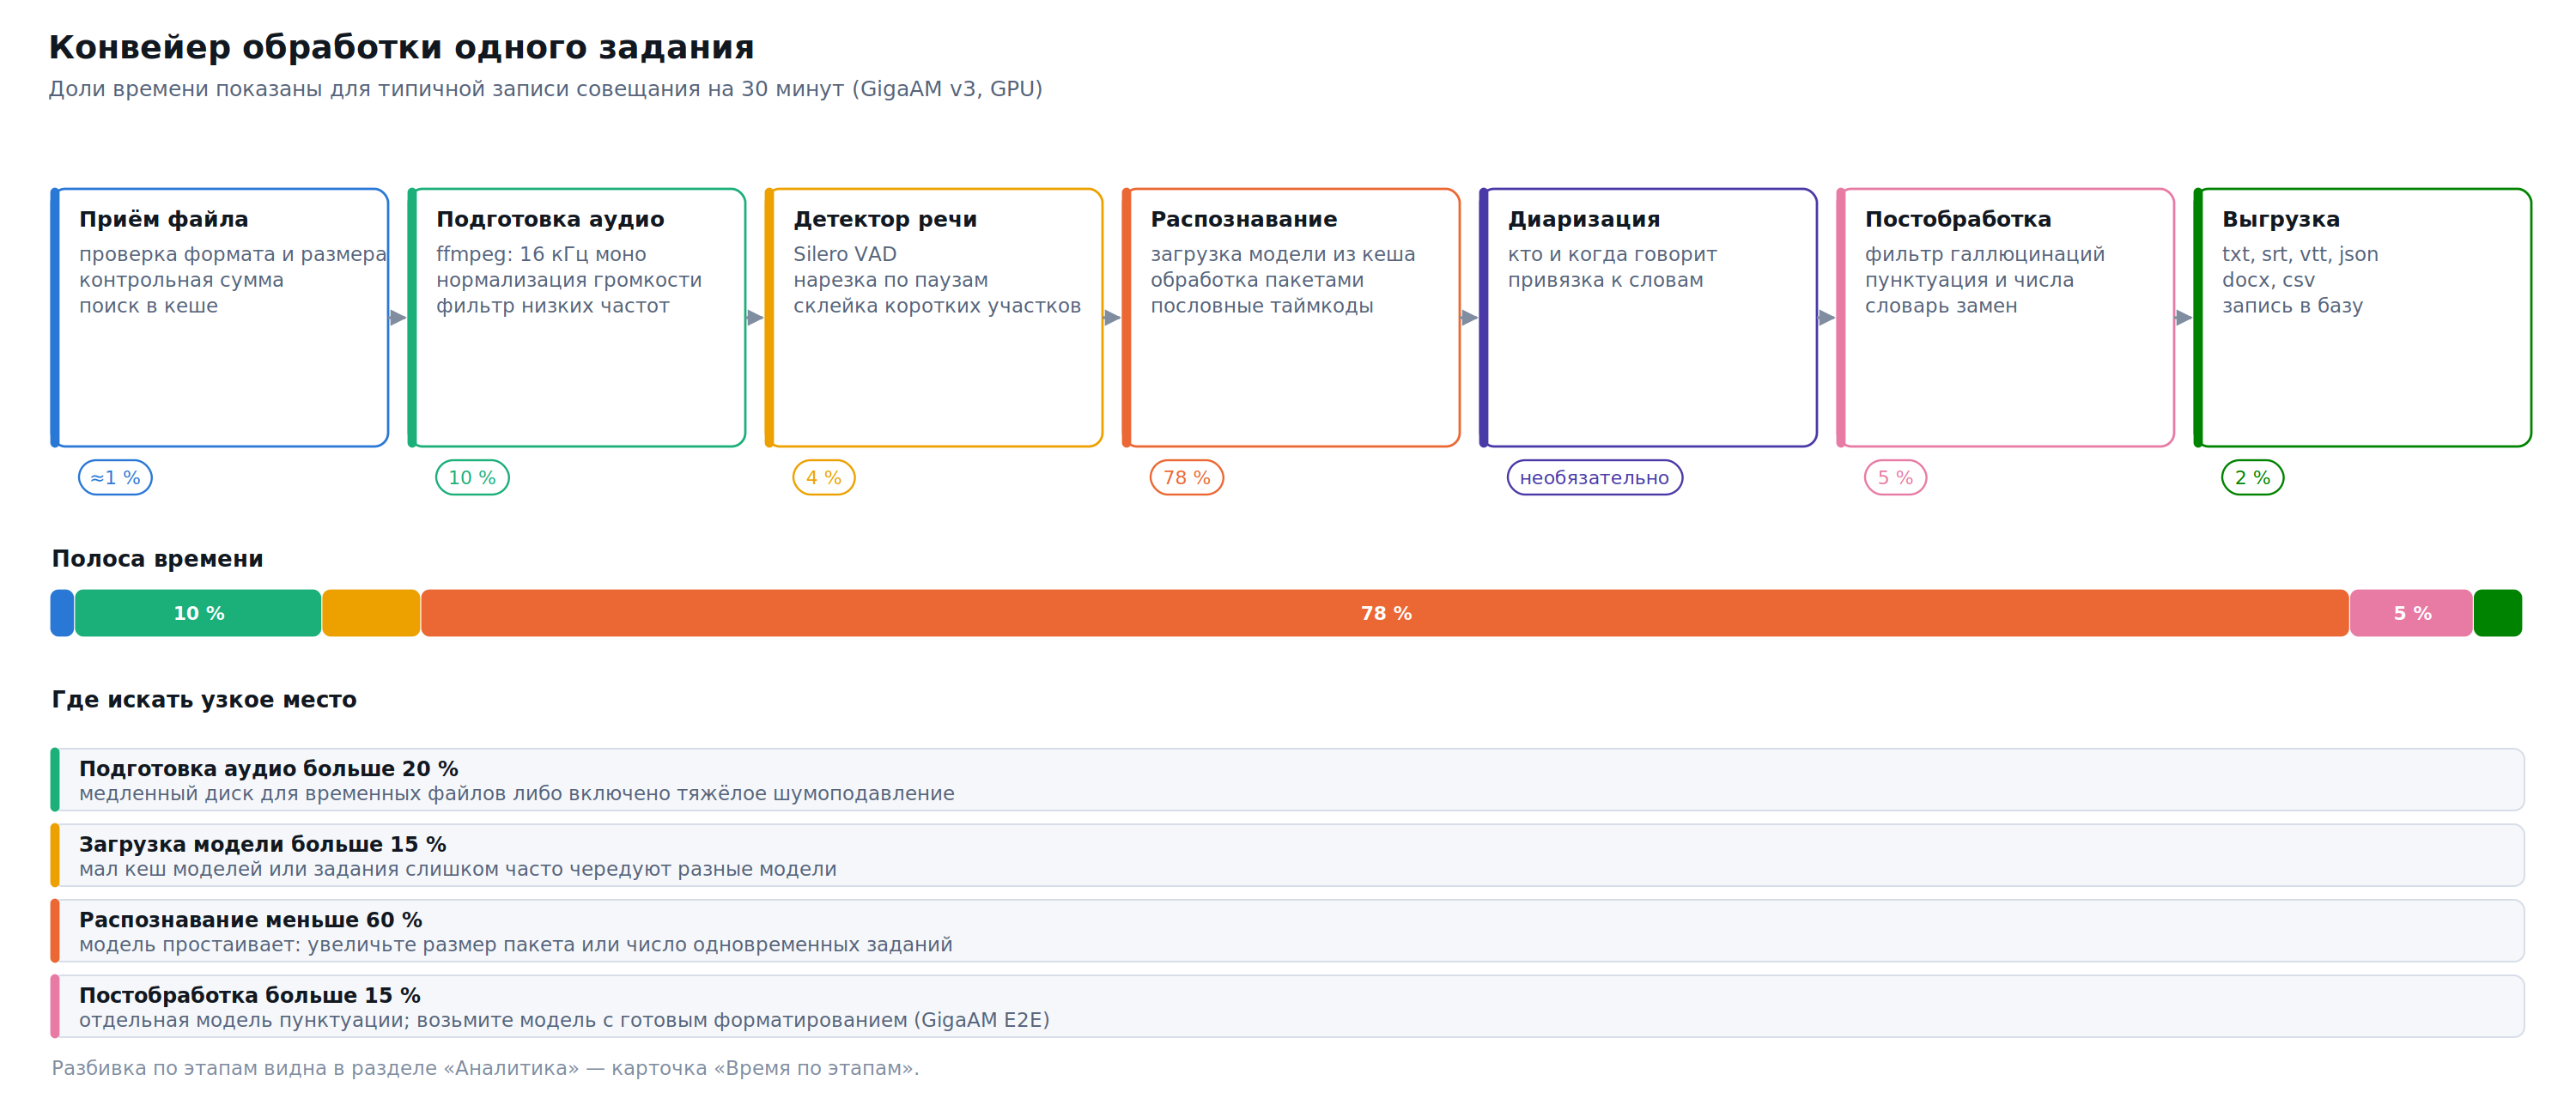 Конвейер обработки одного задания
Доли времени показаны для типичной записи совещания на 30 минут (GigaAM v3, GPU)
Приём файла
проверка формата и размера
контрольная сумма
поиск в кеше
≈1 %
Подготовка аудио
ffmpeg: 16 кГц моно
нормализация громкости
фильтр низких частот
10 %
Детектор речи
Silero VAD
нарезка по паузам
склейка коротких участков
4 %
Распознавание
загрузка модели из кеша
обработка пакетами
пословные таймкоды
78 %
Диаризация
кто и когда говорит
привязка к словам
необязательно
Постобработка
фильтр галлюцинаций
пунктуация и числа
словарь замен
5 %
Выгрузка
txt, srt, vtt, json
docx, csv
запись в базу
2 %
Полоса времени
10 %
78 %
5 %
Где искать узкое место
Подготовка аудио больше 20 %
медленный диск для временных файлов либо включено тяжёлое шумоподавление
Загрузка модели больше 15 %
мал кеш моделей или задания слишком часто чередуют разные модели
Распознавание меньше 60 %
модель простаивает: увеличьте размер пакета или число одновременных заданий
Постобработка больше 15 %
отдельная модель пунктуации; возьмите модель с готовым форматированием (GigaAM E2E)
Разбивка по этапам видна в разделе «Аналитика» — карточка «Время по этапам».